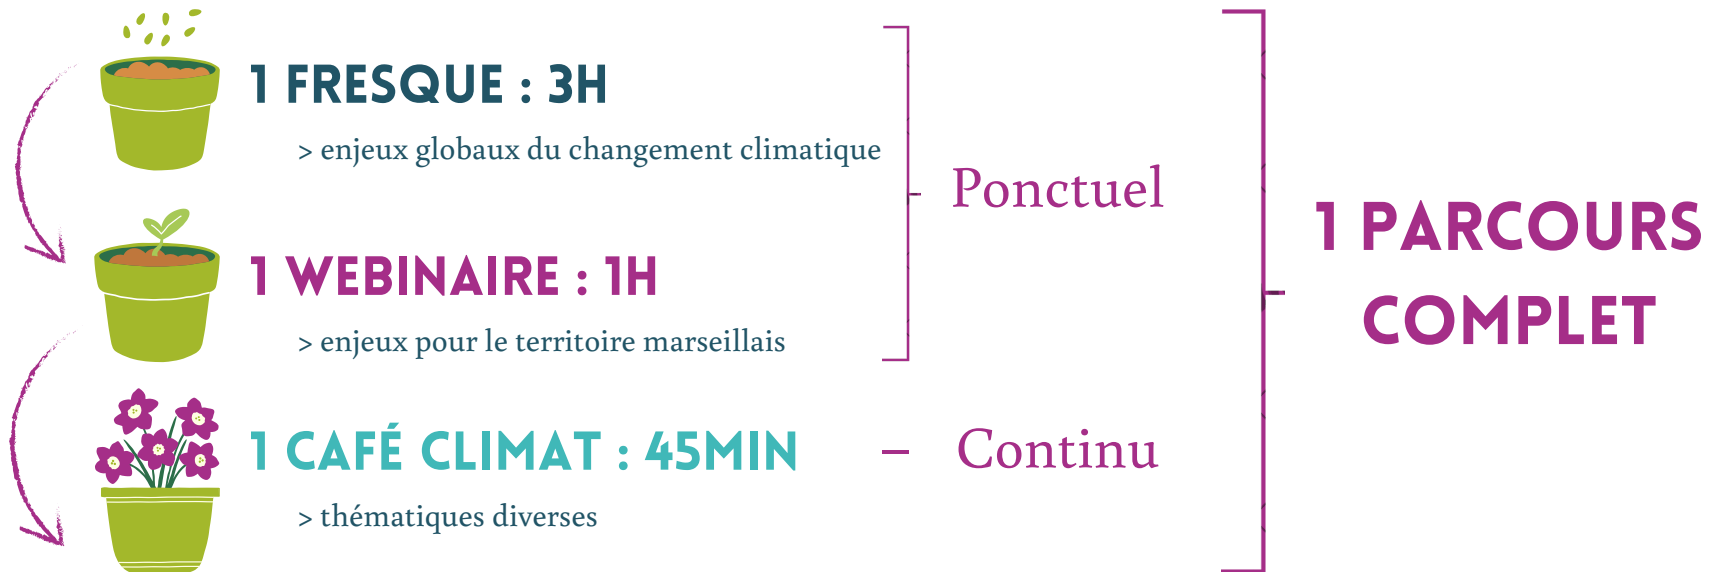 1 FRESQUE : 3H
> enjeux globaux du changement climatique
Ponctuel
1 WEBINAIRE : 1H
> enjeux pour le territoire marseillais
1 CAFÉ CLIMAT : 45MIN
> thématiques diverses
Continu
1 PARCOURS
COMPLET